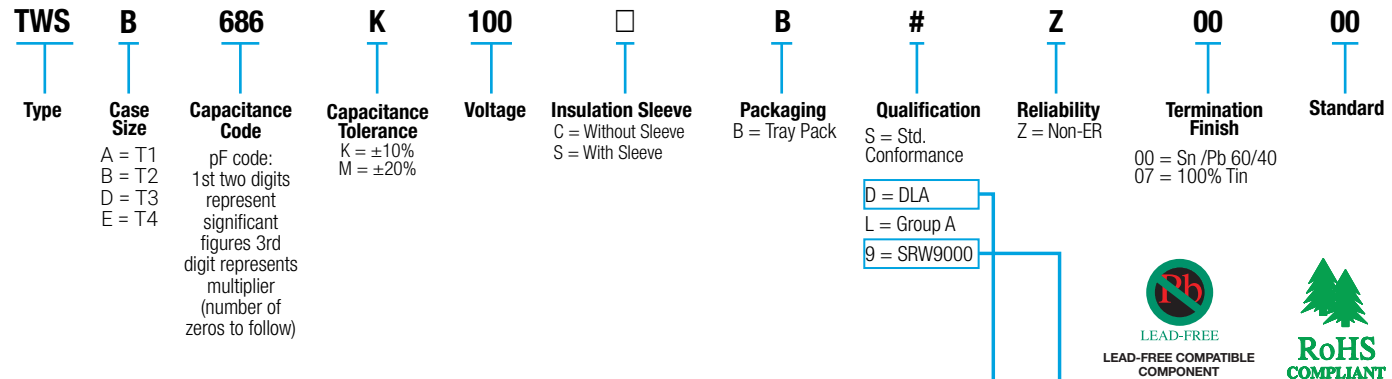 TWS B 686 K 100 □ B # Z 00 00
Type
Case
Size
A = T1
B = T2
D = T3
E = T4
Capacitance
Code
pF code:
1st two digits
represent
significant
figures 3rd
digit represents
multiplier
(number of
zeros to follow)
Capacitance
Tolerance
K = ±10%
M = ±20%
Voltage
Insulation Sleeve
C = Without Sleeve
S = With Sleeve
Packaging
B = Tray Pack
Qualification
S = Std.
Conformance
D = DLA
L = Group A
9 = SRW9000
Reliability
Z = Non-ER
Termination
Finish
00 = Sn /Pb 60/40
07 = 100% Tin
Standard
Pb
LEAD-FREE
LEAD-FREE COMPATIBLE
COMPONENT
RoHS
COMPLIANT